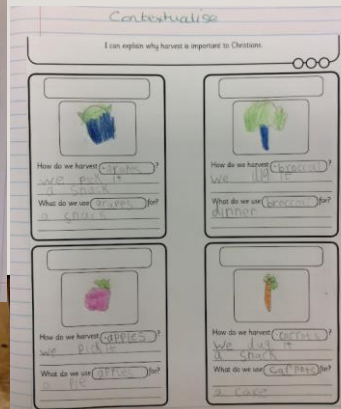 Contextualise
I can explain why harvest is important to Christians.
How do we harvest grapes?
we pick it
a snack
What do we use grapes for?
a snack
How do we harvest broccoli?
we dig it
What do we use broccoli for?
dinner
How do we harvest apples?
we pick it
What do we use apples for?
a pie
How do we harvest carrots?
we dug it
a snack
What do we use carrots for?
a cake